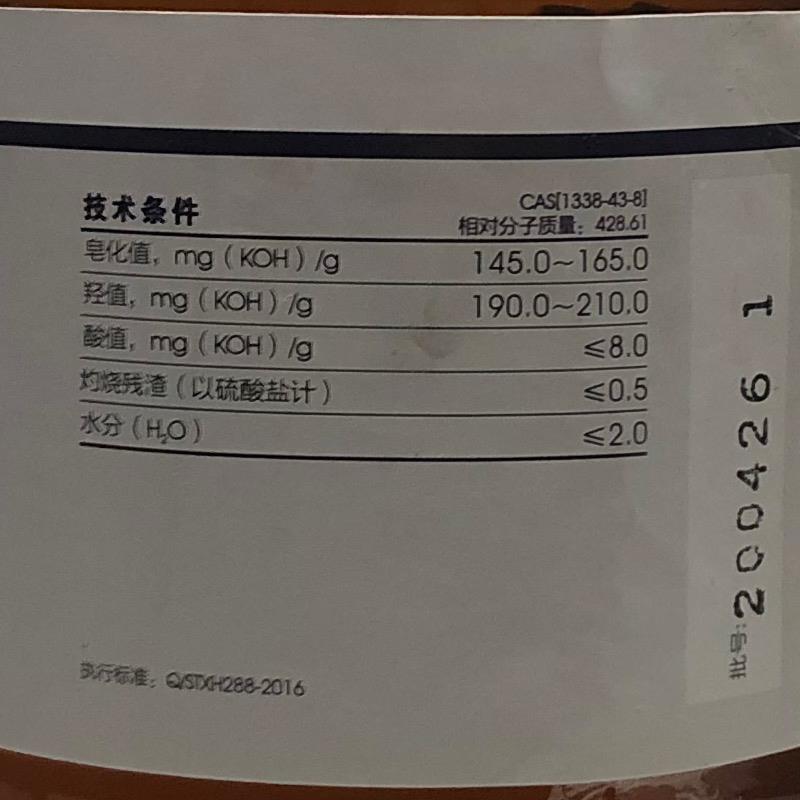 技术条件
CAS[1338-43-8]
相对分子质量：428.61
皂化值，mg（KOH）/g 145.0~165.0
羟值，mg（KOH）/g 190.0~210.0
酸值，mg（KOH）/g ≤8.0
灼烧残渣（以硫酸盐计） ≤0.5
水分（H₂O） ≤2.0
执行标准：Q/STXH288-2016
批号：200426 1